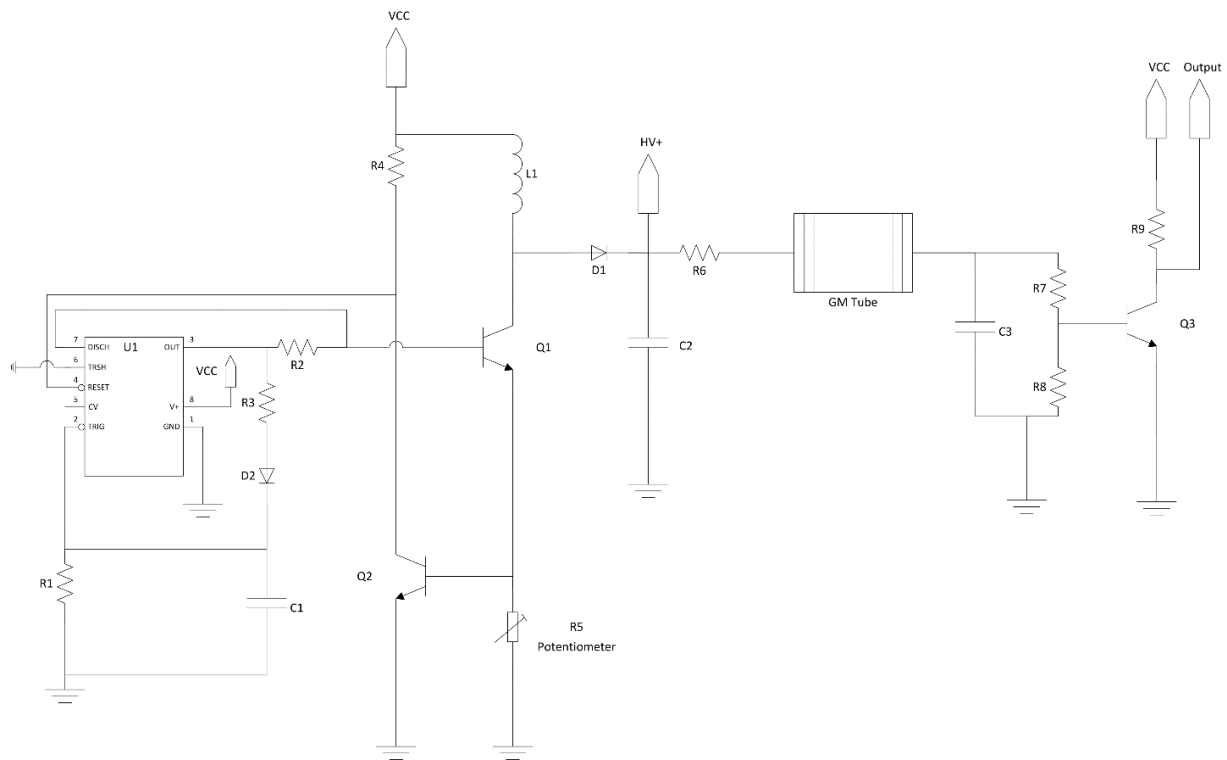 VCC
VCC
Output
R4
L1
HV+
R9
D1
R6
GM Tube
R7
Q3
C3
R8
7
DISCH
U1
OUT
3
R2
Q1
C2
6
TRSH
VCC
4
RESET
R3
5
CV
V+
8
2
TRIG
GND
1
D2
R1
Q2
C1
R5
Potentiometer